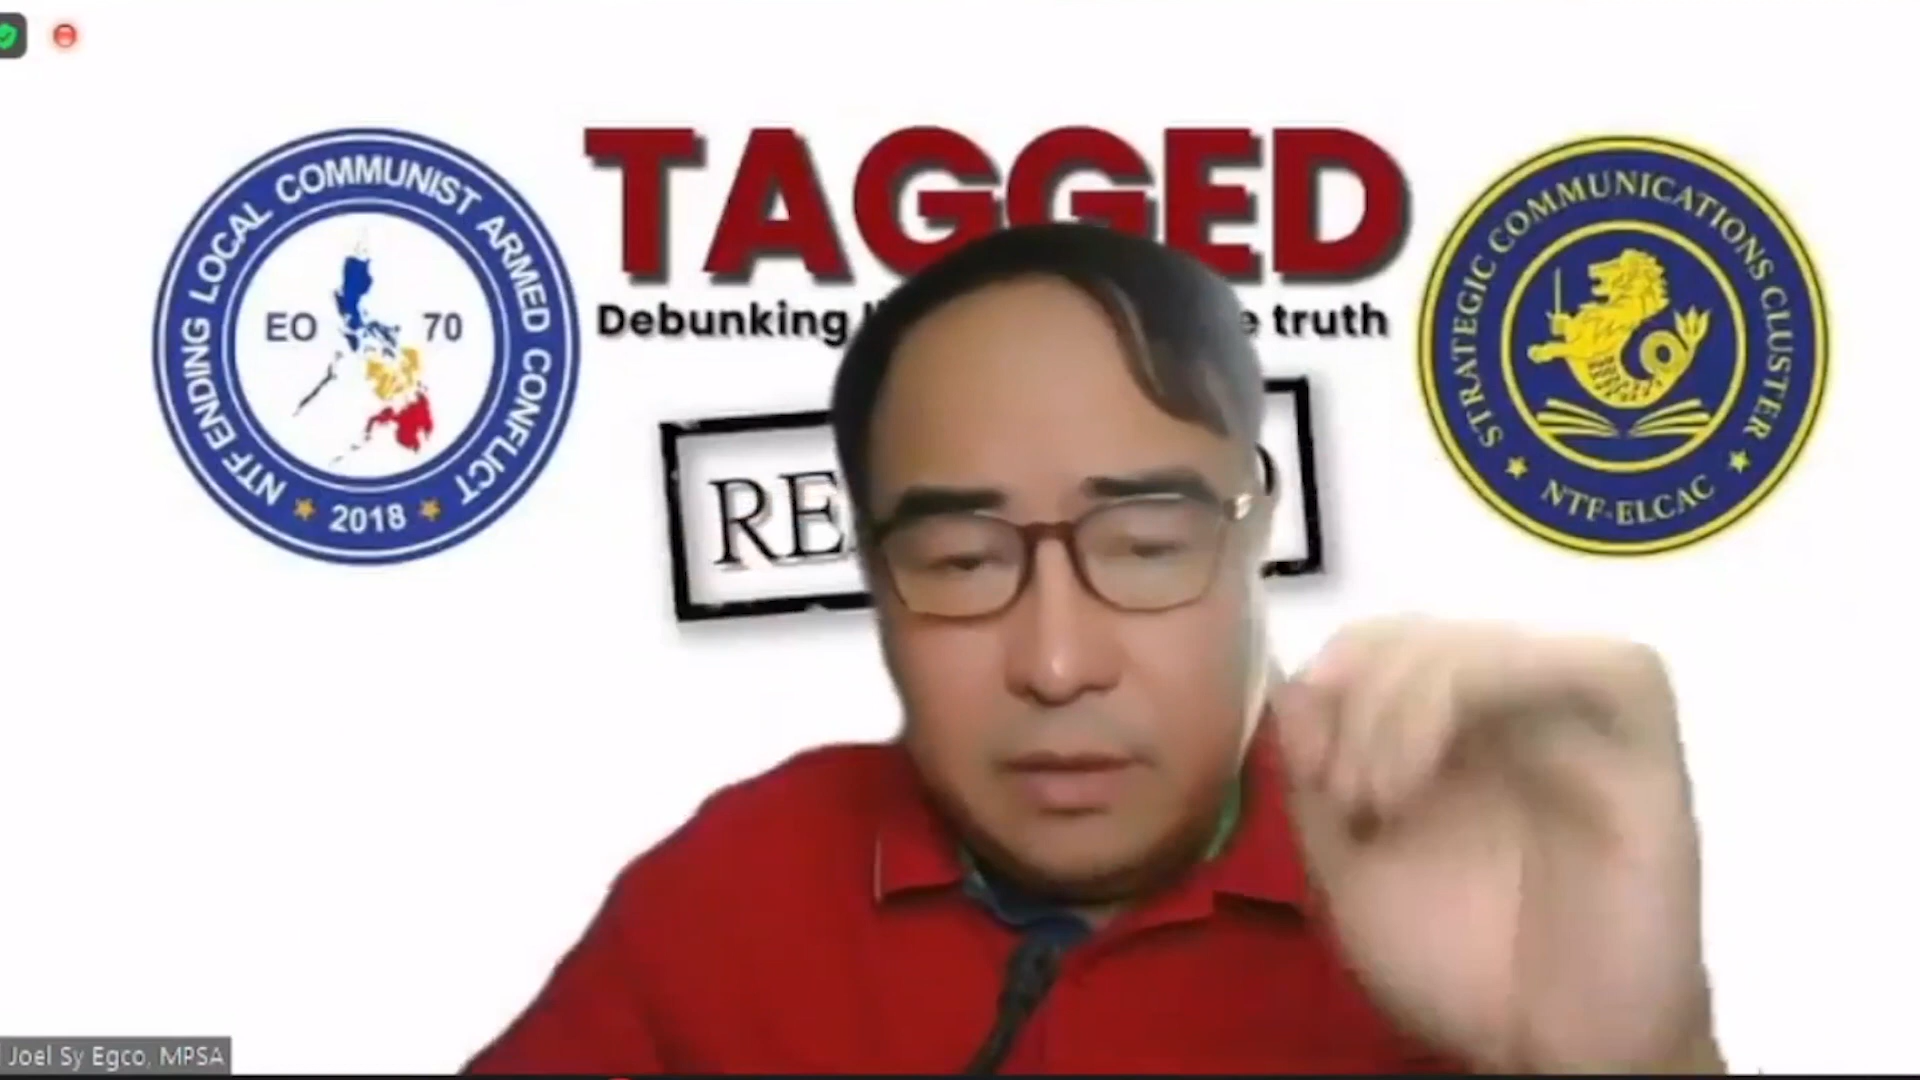 NTF ENDING LOCAL COMMUNIST ARMED CONFLICT
EO 70
2018
TAGGED
Debunking
truth
STRATEGIC COMMUNICATIONS CLUSTER
NTF-ELCAC
Joel Sy Egco, MPSA